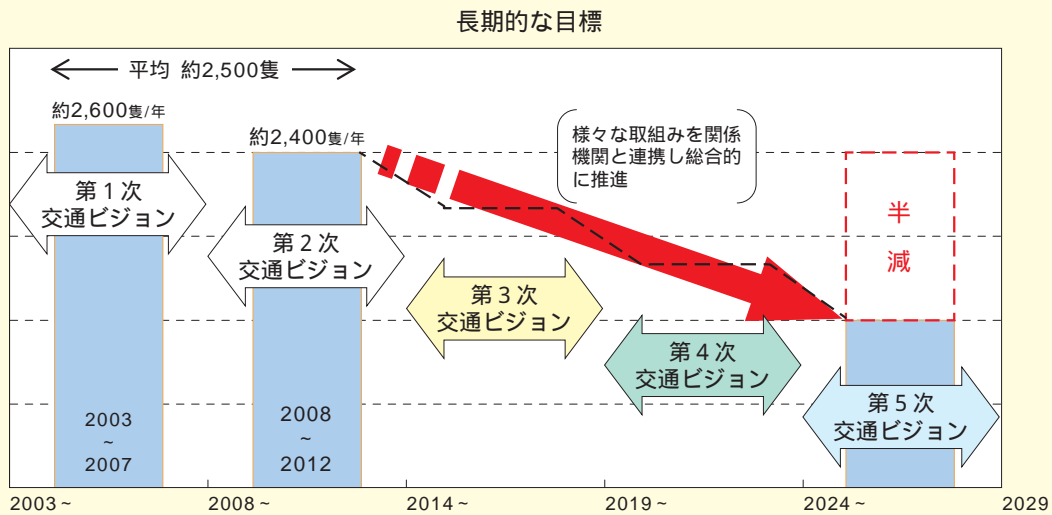 長期的な目標
平均 約2,500隻
約2,600隻/年
約2,400隻/年
様々な取組みを関係
機関と連携し総合的
に推進
第1次
交通ビジョン
第2次
交通ビジョン
第3次
交通ビジョン
第4次
交通ビジョン
第5次
交通ビジョン
半
減
2003
~
2007
2008
~
2012
2003~
2008~
2014~
2019~
2024~
2029